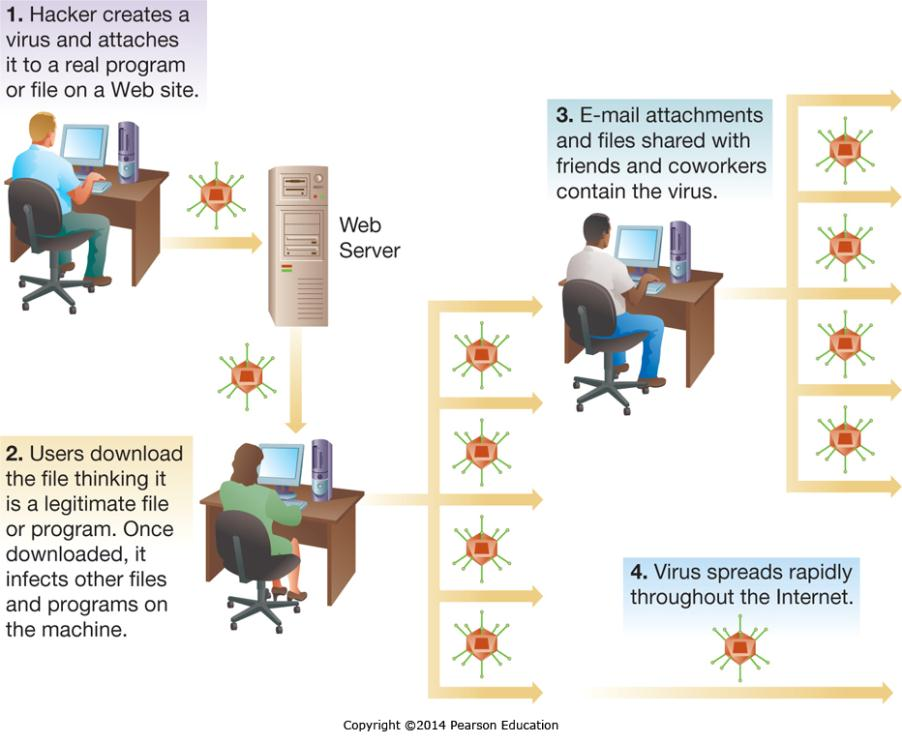 1. Hacker creates a
virus and attaches
it to a real program
or file on a Web site.
Web
Server
2. Users download
the file thinking it
is a legitimate file
or program. Once
downloaded, it
infects other files
and programs on
the machine.
3. E-mail attachments
and files shared with
friends and coworkers
contain the virus.
4. Virus spreads rapidly
throughout the Internet.
Copyright ©2014 Pearson Education